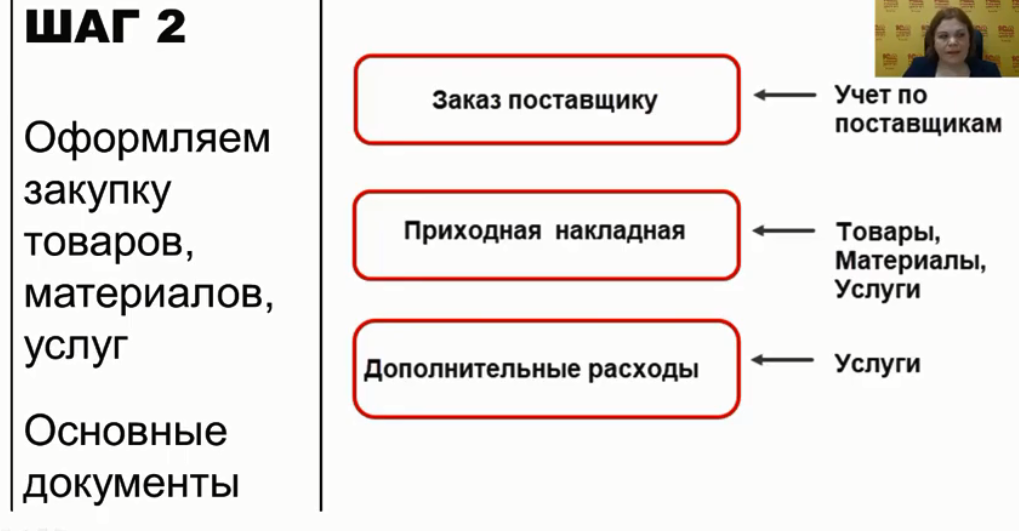 ШАГ 2
Оформляем
закупку
товаров,
материалов,
услуг
Основные
документы
Заказ поставщику
Учет по
поставщикам
Приходная накладная
Товары,
Материалы,
Услуги
Дополнительные расходы
Услуги